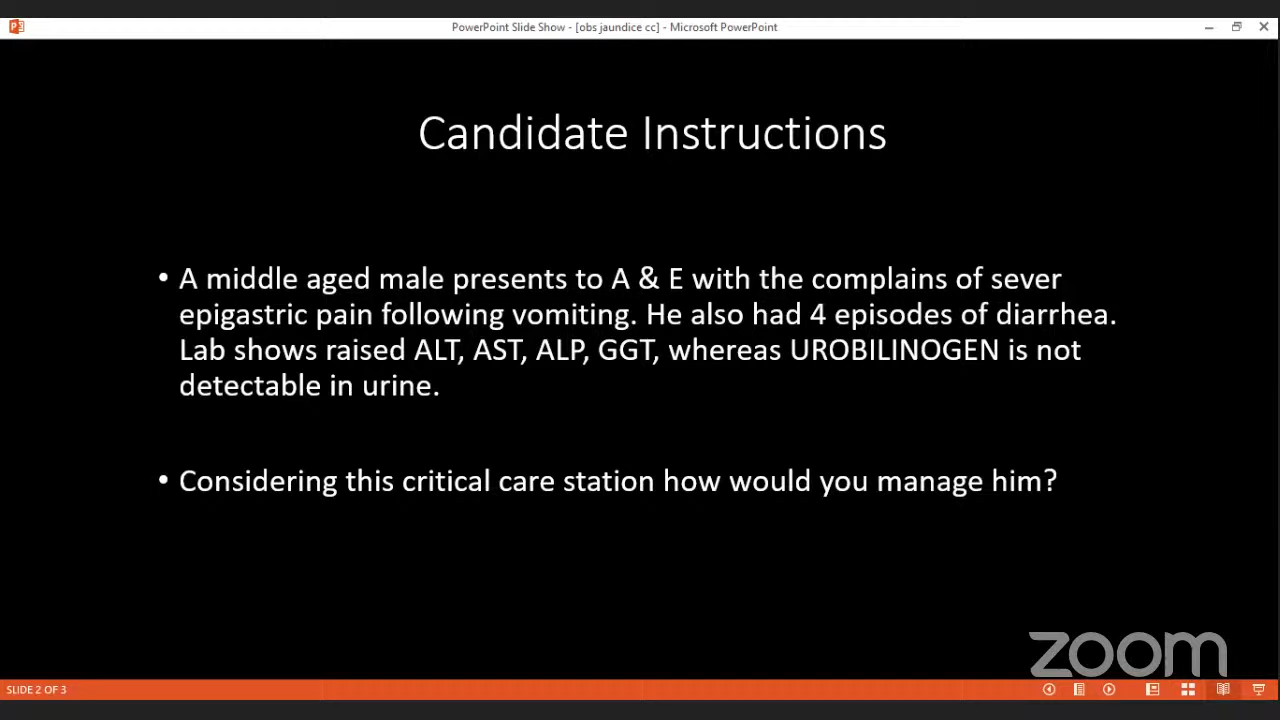 PowerPoint Slide Show - [obs jaundice cc] - Microsoft PowerPoint
Candidate Instructions
• A middle aged male presents to A & E with the complains of sever
epigastric pain following vomiting. He also had 4 episodes of diarrhea.
Lab shows raised ALT, AST, ALP, GGT, whereas UROBILINOGEN is not
detectable in urine.
• Considering this critical care station how would you manage him?
zoom
SLIDE 2 OF 3